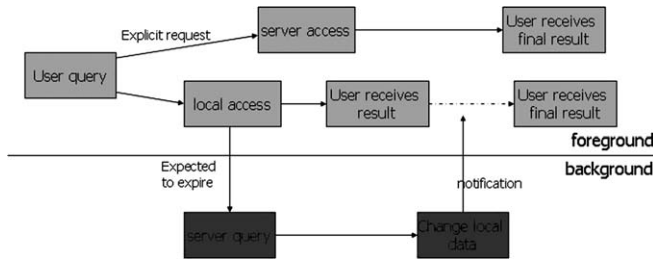 Explicit request
server access
User receives
final result
User query
local access
User receives
result
User receives
final result
foreground
background
Expected
to expire
notification
server query
Change local
data